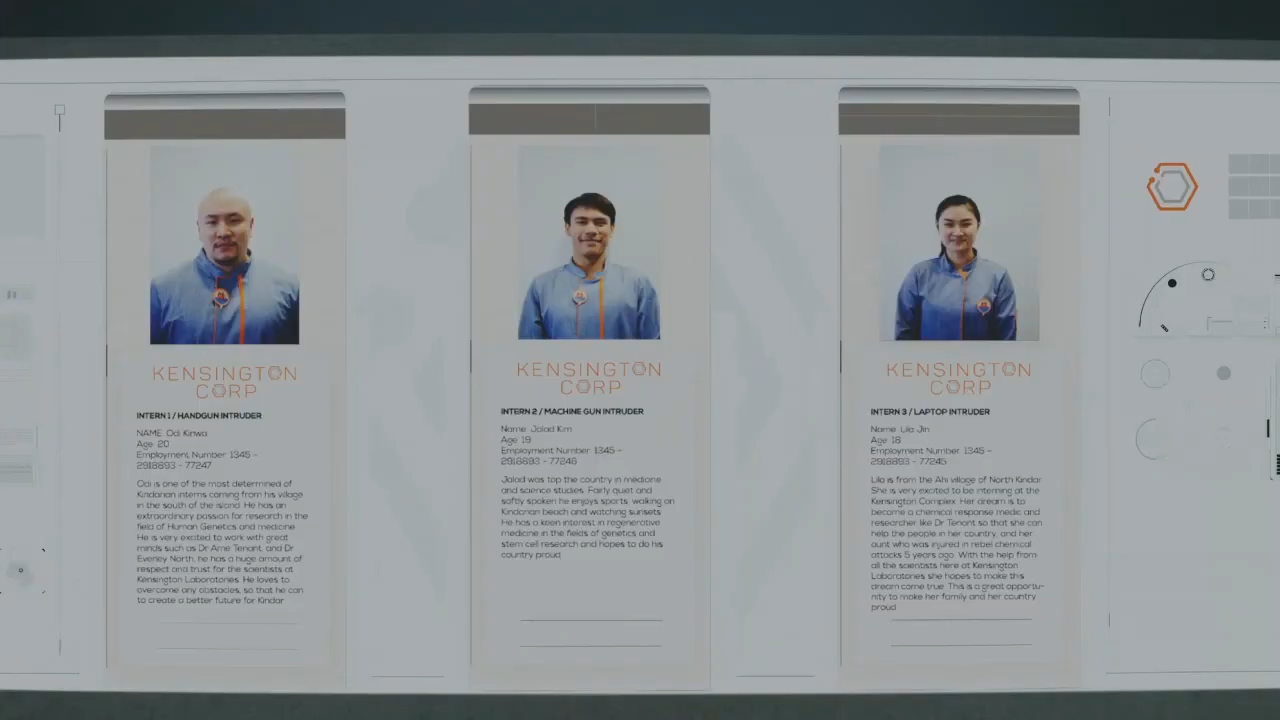 KENSINGTON
CORP
INTERN 1 / HANDGUN INTRUDER
NAME: Odi Kinwa
Age: 20
Employment Number: 1345 -
2918893 - 77247
Odi is one of the most determined of
Kindarian interns coming from his village
in the south of the island. He has an
extraordinary passion for research in the
field of Human Genetics and medicine.
He is very excited to work with great
minds such as Dr Arne Tenant, and Dr
Everley North, he has a huge amount of
respect and trust for the scientists at
Kensington Laboratories. He loves to
overcome any obstacles, so that he can
to create a better future for Kindar
KENSINGTON
CORP
INTERN 2 / MACHINE GUN INTRUDER
Name: Jalad Kim
Age: 19
Employment Number: 1345 -
2918893 - 77246
Jalad was top the country in medicine
and science studies. Fairly quiet and
softly spoken he enjoys sports, walking on
Kindarian beach and watching sunsets.
He has a keen interest in regenerative
medicine in the fields of genetics and
stem cell research and hopes to do his
country proud.
KENSINGTON
CORP
INTERN 3 / LAPTOP INTRUDER
Name: Lila Jin
Age: 18
Employment Number: 1345 -
2918893 - 77245
Lila is from the Ahi village of North Kindar.
She is very excited to be interning at the
Kensington Complex. Her dream is to
become a chemical response medic and
researcher like Dr Tenant so that she can
help the people in her country, and her
aunt who was injured in rebel chemical
attacks 5 years ago. With the help from
all the scientists here at Kensington
Laboratories she hopes to make this
dream come true. This is a great opportu-
nity to make her family and her country
proud